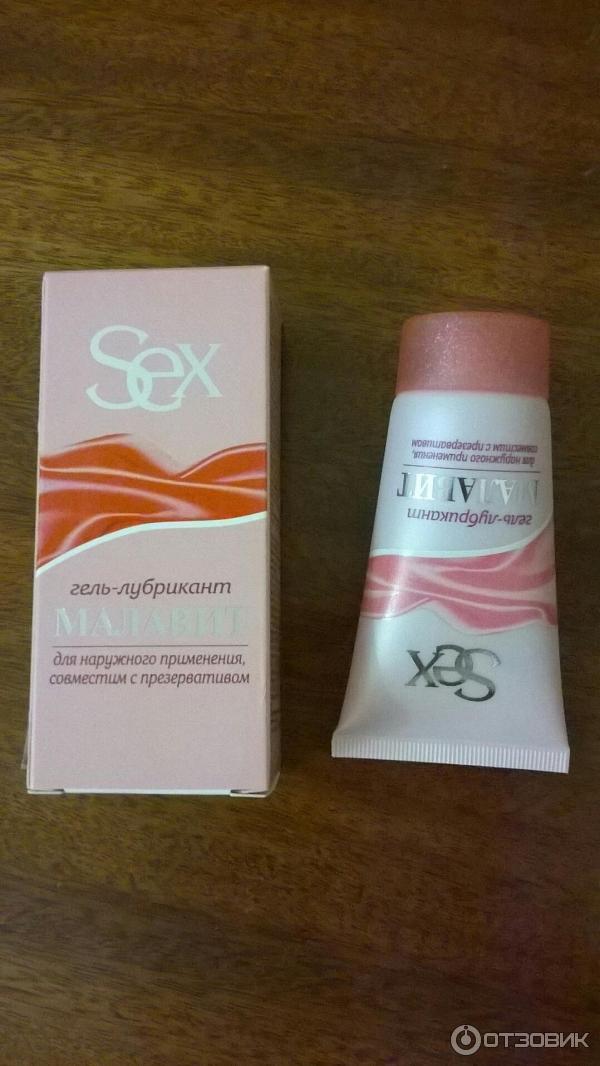 Sex
гель-лубрикант
МАЛАВИТ
для наружного применения,
совместим с презервативом
гель-лубрикант
МАЛАВИТ
для наружного применения,
совместим с презервативом
Sex
ОТЗОВИК